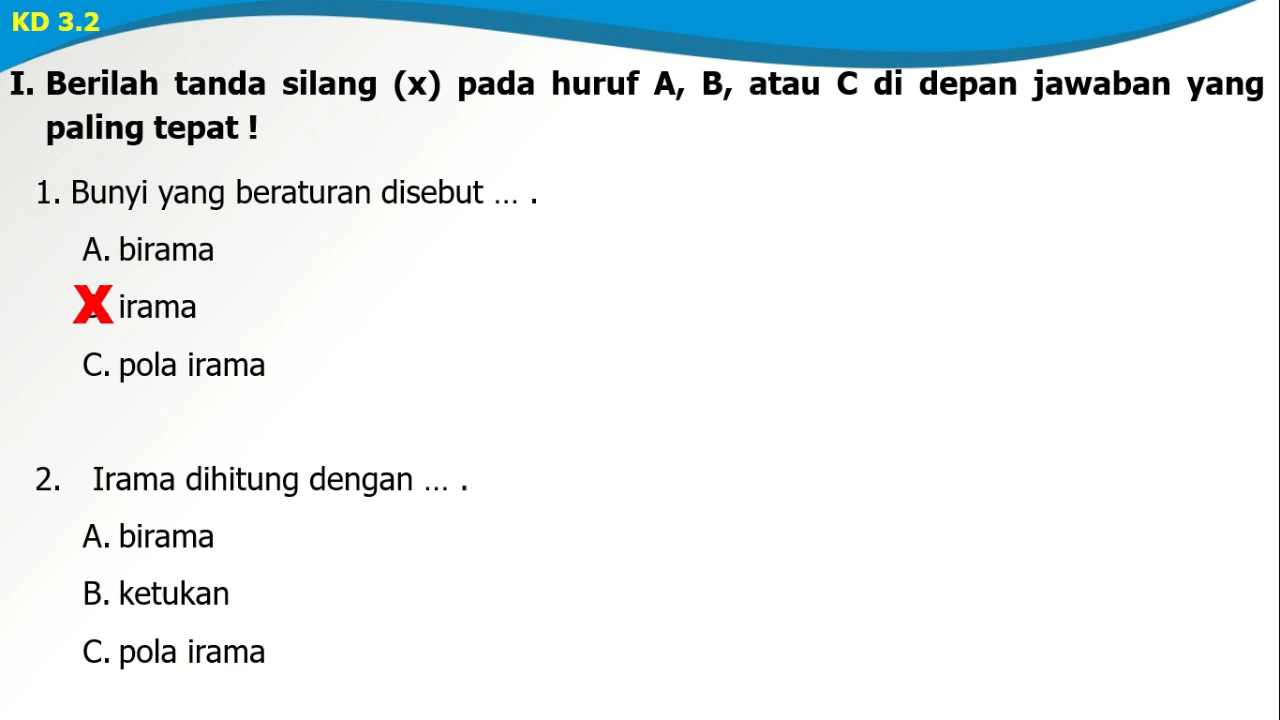 KD 3.2
I. Berilah tanda silang (x) pada huruf A, B, atau C di depan jawaban yang
paling tepat !
1. Bunyi yang beraturan disebut ... .
A. birama
X irama
C. pola irama
2. Irama dihitung dengan ... .
A. birama
B. ketukan
C. pola irama